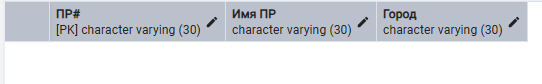 ПР# Имя ПР Город
[PK] character varying (30) character varying (30) character varying (30)